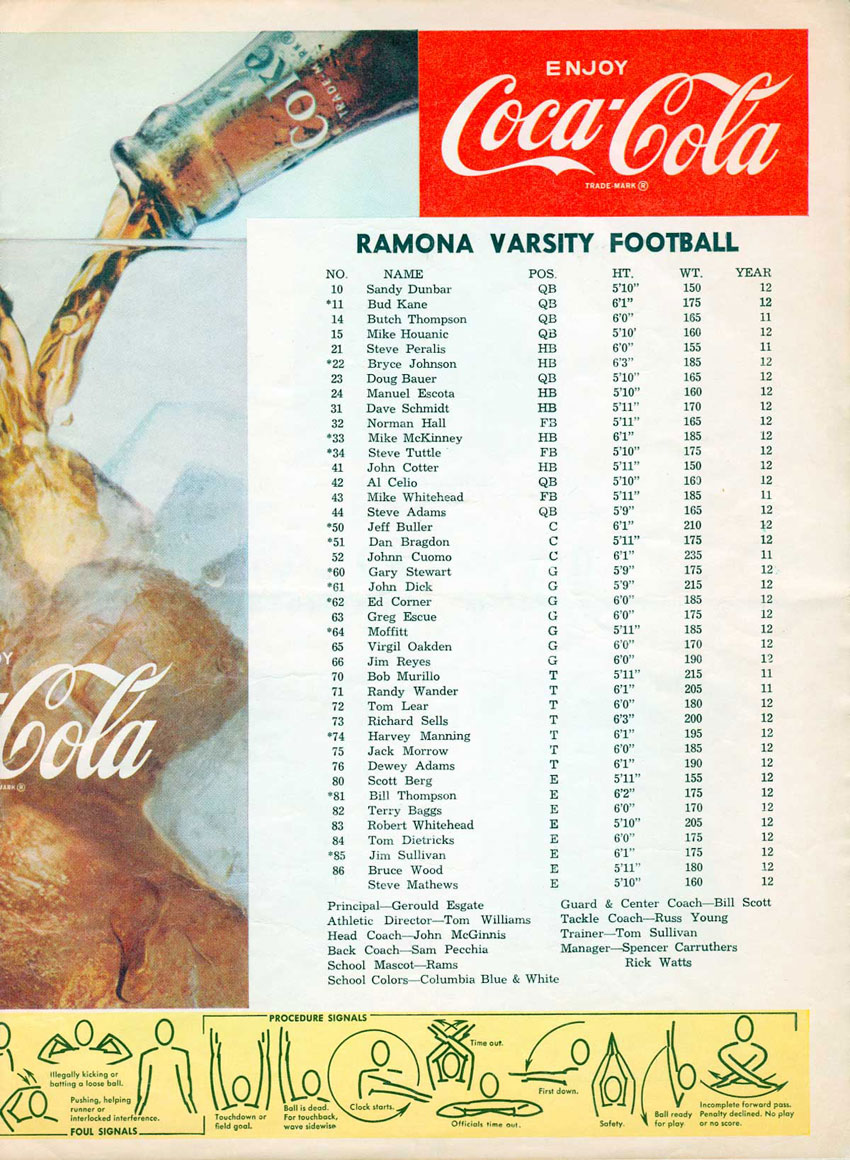 Coke
TRADE-MARK ®
ENJOY
Coca-Cola
TRADE-MARK ®
RAMONA VARSITY FOOTBALL
NO. NAME POS. HT. WT. YEAR
10 Sandy Dunbar QB 5'10" 150 12
*11 Bud Kane QB 6'1" 175 12
14 Butch Thompson QB 6'0" 165 11
15 Mike Houanic QB 5'10' 160 12
21 Steve Peralis HB 6'0" 155 11
*22 Bryce Johnson HB 6'3" 185 12
23 Doug Bauer QB 5'10" 165 12
24 Manuel Escota HB 5'10" 160 12
31 Dave Schmidt HB 5'11" 170 12
32 Norman Hall FB 5'11" 165 12
*33 Mike McKinney HB 6'1" 185 12
*34 Steve Tuttle FB 5'10" 175 12
41 John Cotter HB 5'11" 150 12
42 Al Celio QB 5'10" 160 12
43 Mike Whitehead FB 5'11" 185 11
44 Steve Adams QB 5'9" 165 12
*50 Jeff Buller C 6'1" 210 12
*51 Dan Bragdon C 5'11" 175 12
52 Johnn Cuomo C 6'1" 235 11
*60 Gary Stewart G 5'9" 175 12
*61 John Dick G 5'9" 215 12
*62 Ed Corner G 6'0" 185 12
63 Greg Escue G 6'0" 175 12
*64 Moffitt G 5'11" 185 12
65 Virgil Oakden G 6'0" 170 12
66 Jim Reyes G 6'0" 190 12
70 Bob Murillo T 5'11" 215 11
71 Randy Wander T 6'1" 205 11
72 Tom Lear T 6'0" 180 12
73 Richard Sells T 6'3" 200 12
*74 Harvey Manning T 6'1" 195 12
75 Jack Morrow T 6'0" 185 12
76 Dewey Adams T 6'1" 190 12
80 Scott Berg E 5'11" 155 12
*81 Bill Thompson E 6'2" 175 12
82 Terry Baggs E 6'0" 170 12
83 Robert Whitehead E 5'10" 205 12
84 Tom Dietricks E 6'0" 175 12
*85 Jim Sullivan E 6'1" 175 12
86 Bruce Wood E 5'11" 180 12
Steve Mathews E 5'10" 160 12
OY
Cola
MARK ®
Principal—Gerould Esgate
Athletic Director—Tom Williams
Head Coach—John McGinnis
Back Coach—Sam Pecchia
School Mascot—Rams
School Colors—Columbia Blue & White
Guard & Center Coach—Bill Scott
Tackle Coach—Russ Young
Trainer—Tom Sullivan
Manager—Spencer Carruthers
Rick Watts
PROCEDURE SIGNALS
Illegally kicking or
batting a loose ball.
Pushing, helping
runner or
interlocked interference.
FOUL SIGNALS
Touchdown or
field goal.
Ball is dead.
For touchback,
wave sidewise
Clock starts.
Time out.
Officials time out.
First down.
Safety.
Ball ready
for play
Incomplete forward pass.
Penalty declined. No play
or no score.